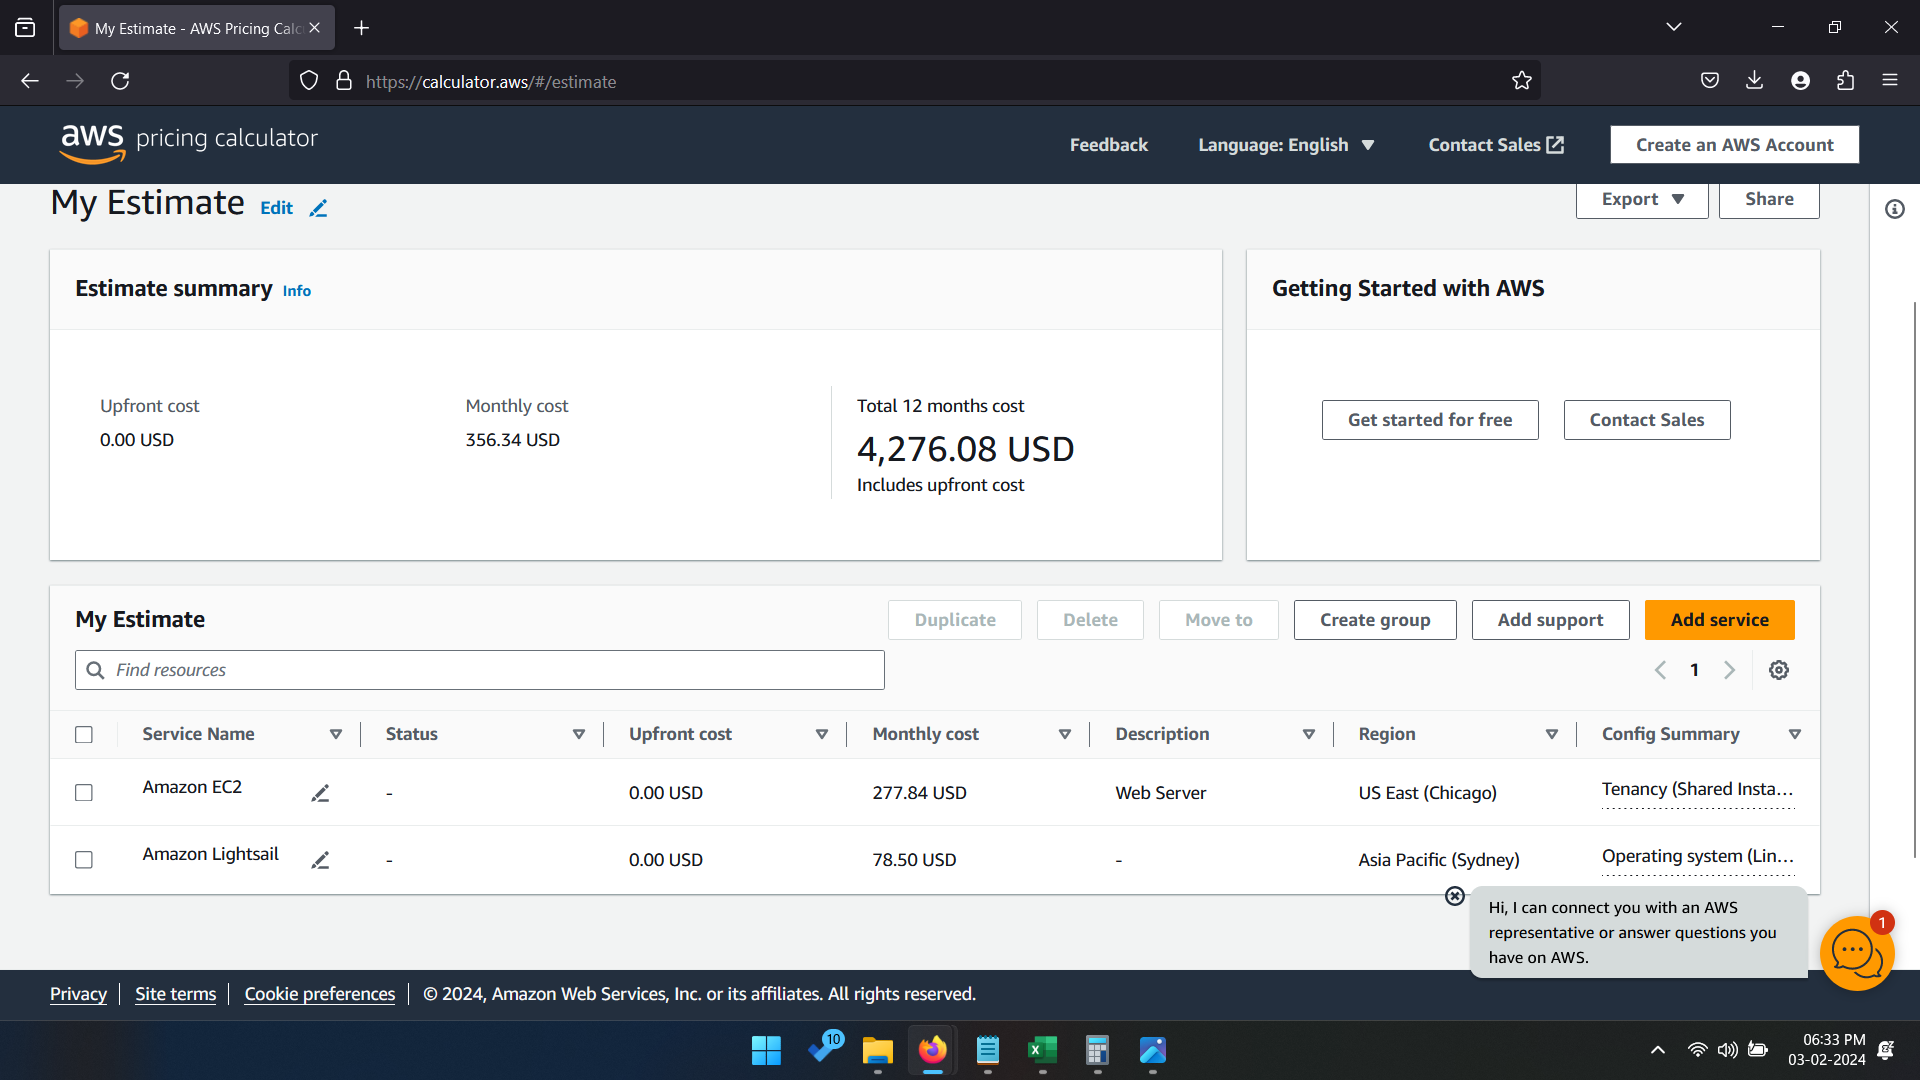 My Estimate - AWS Pricing Calc
https://calculator.aws/#/estimate
aws pricing calculator
Feedback
Language: English
Contact Sales
Create an AWS Account
My Estimate
Edit
Export
Share
Estimate summary
Info
Upfront cost
0.00 USD
Monthly cost
356.34 USD
Total 12 months cost
4,276.08 USD
Includes upfront cost
Getting Started with AWS
Get started for free
Contact Sales
My Estimate
Duplicate
Delete
Move to
Create group
Add support
Add service
Find resources
1
Service Name
Status
Upfront cost
Monthly cost
Description
Region
Config Summary
Amazon EC2
-
0.00 USD
277.84 USD
Web Server
US East (Chicago)
Tenancy (Shared Insta...
Amazon Lightsail
-
0.00 USD
78.50 USD
-
Asia Pacific (Sydney)
Operating system (Lin...
Hi, I can connect you with an AWS
representative or answer questions you
have on AWS.
1
Privacy
Site terms
Cookie preferences
© 2024, Amazon Web Services, Inc. or its affiliates. All rights reserved.
10
06:33 PM
03-02-2024